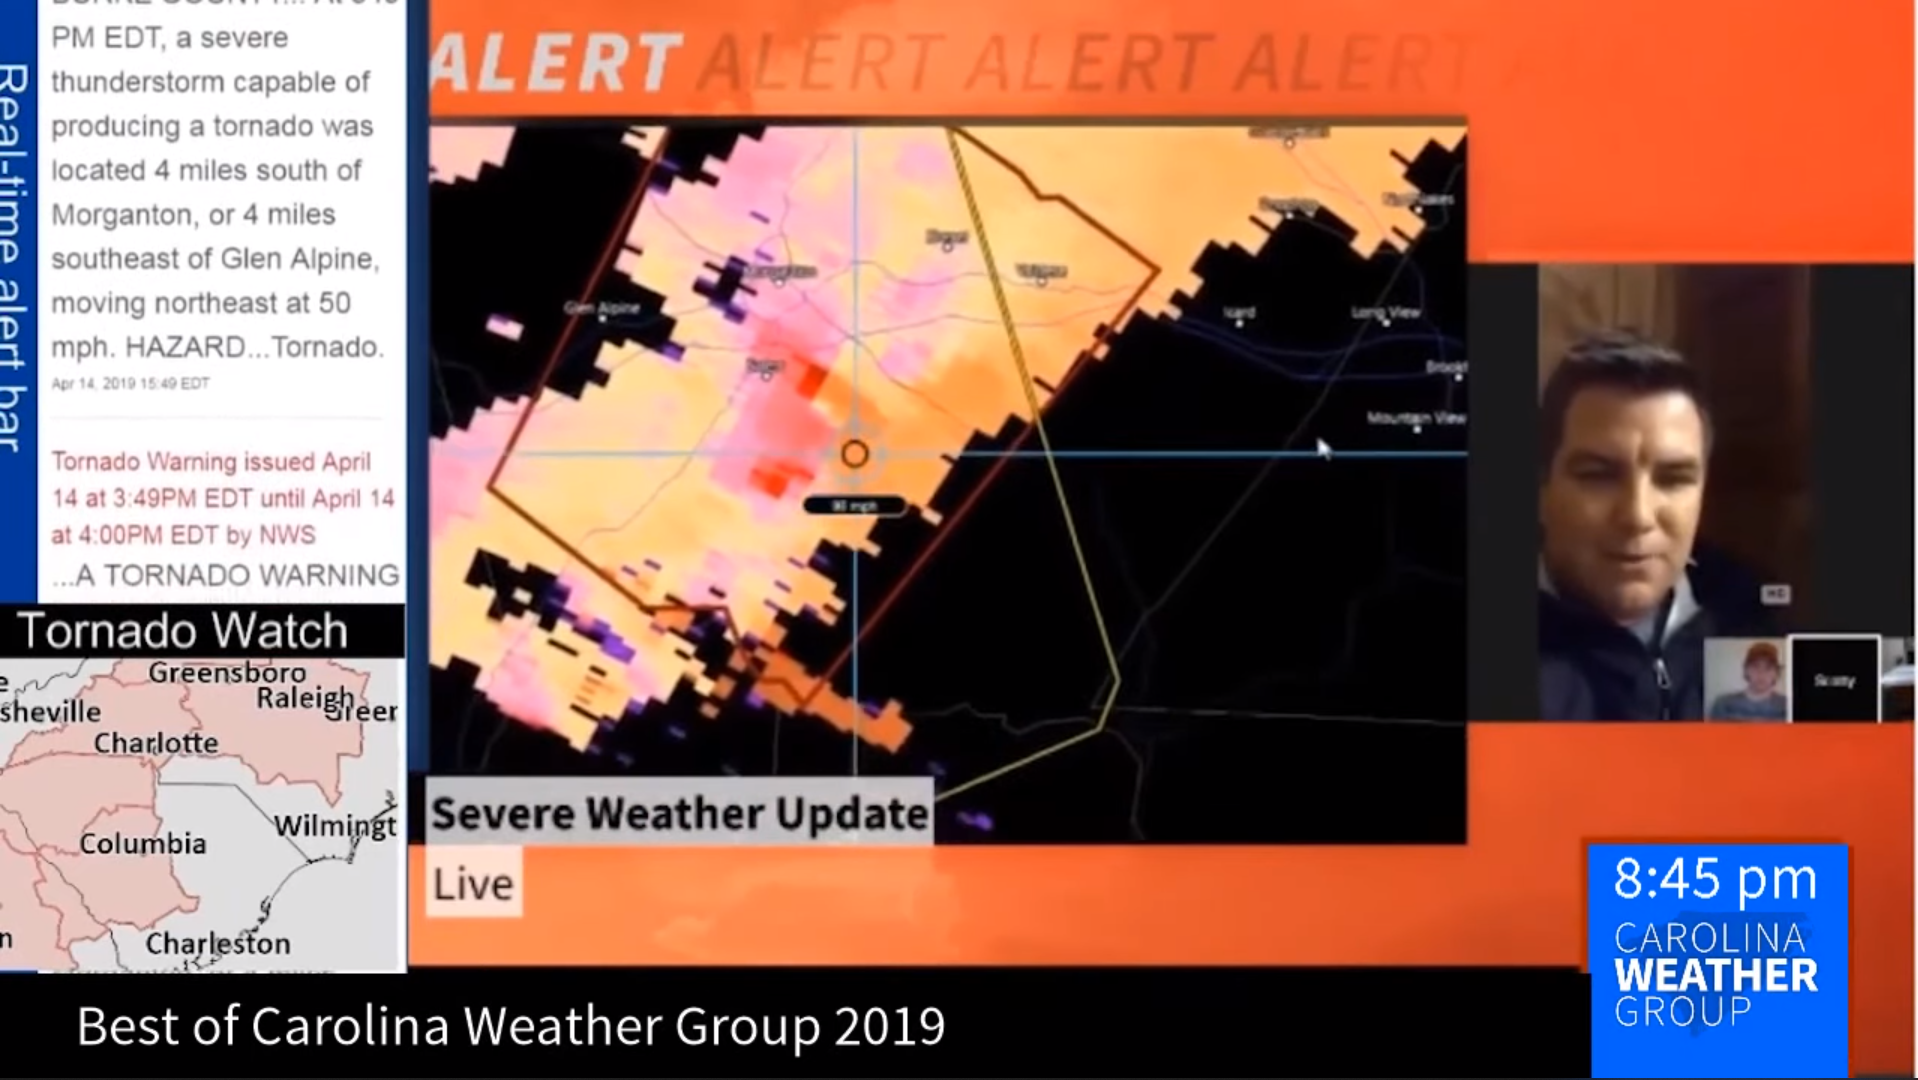 Real-time alert bar
PM EDT, a severe
thunderstorm capable of
producing a tornado was
located 4 miles south of
Morganton, or 4 miles
southeast of Glen Alpine,
moving northeast at 50
mph. HAZARD...Tornado.
Apr 14, 2019 15:49 EDT
Tornado Warning issued April
14 at 3:49PM EDT until April 14
at 4:00PM EDT by NWS
...A TORNADO WARNING
Tornado Watch
Greensboro
Raleigh
Greer
sheville
Charlotte
Wilmingt
Columbia
Charleston
ALERT ALERT ALERT ALERT
Glen Alpine
Icard
Long View
Mountain View
Severe Weather Update
Live
HD
Scotty
8:45 pm
CAROLINA
WEATHER
GROUP
Best of Carolina Weather Group 2019